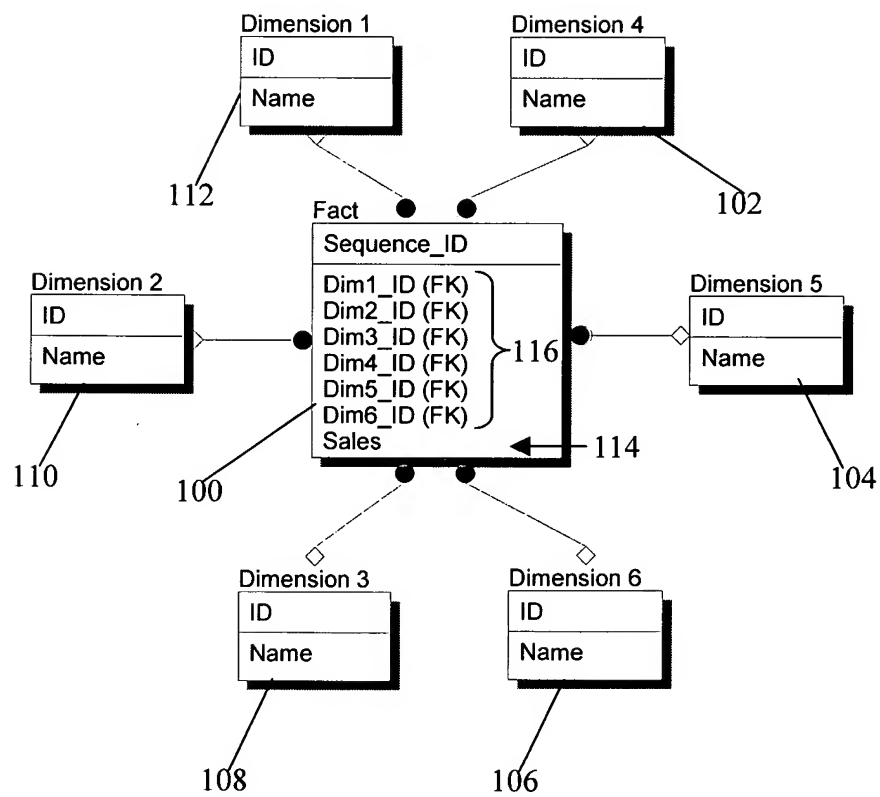 Dimension 1
ID
Name
112
Dimension 4
ID
Name
102
Fact
Sequence_ID
Dim1_ID (FK)
Dim2_ID (FK)
Dim3_ID (FK)
Dim4_ID (FK)
Dim5_ID (FK)
Dim6_ID (FK)
Sales
116
114
100
Dimension 2
ID
Name
110
Dimension 5
ID
Name
104
Dimension 3
ID
Name
108
Dimension 6
ID
Name
106